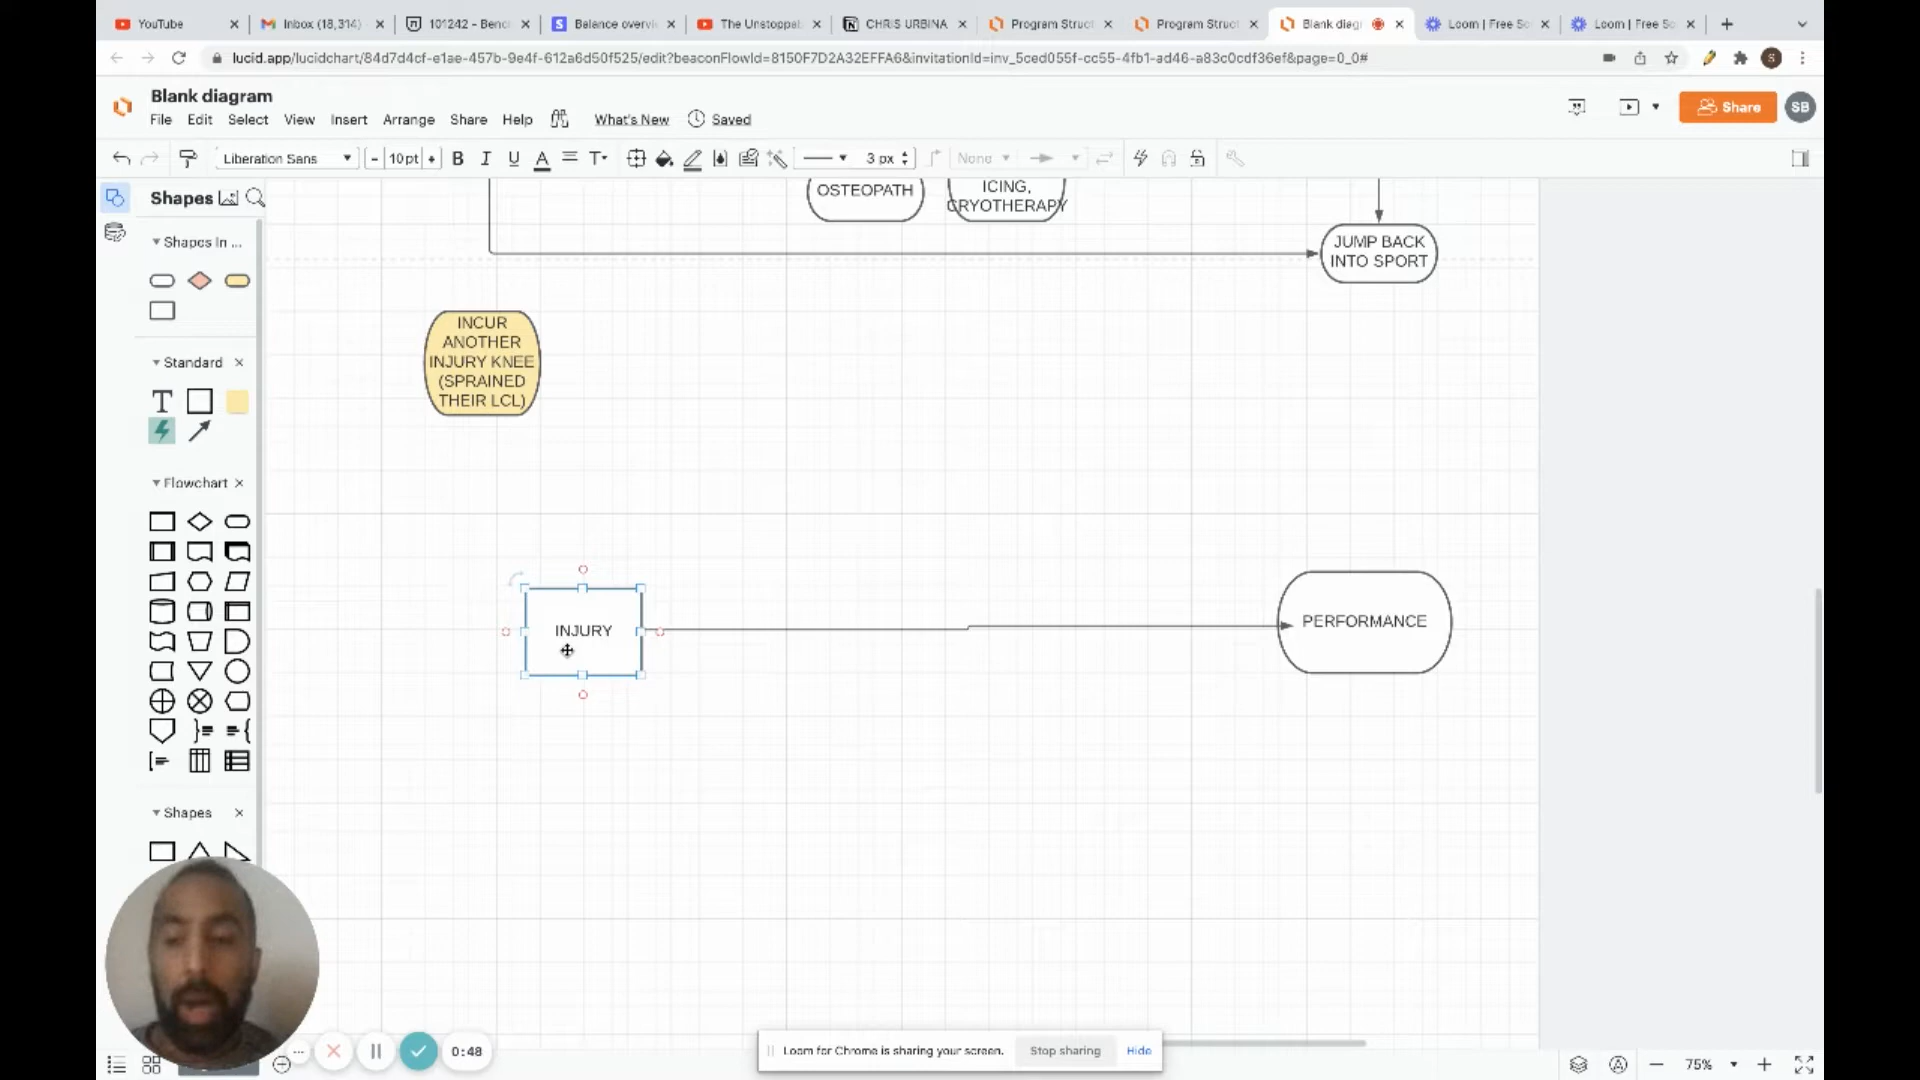 YouTube
Inbox (18,314)
101242 - Benc
Balance overvi
The Unstoppa
CHRIS URBINA
Program Struct
Program Struct
Blank diagr
Loom | Free Sc
Loom | Free Sc
lucid.app/lucidchart/84d7d4cf-e1ae-457b-9e4f-612a6d50f525/edit?beaconFlowId=8150F7D2A32EFFA6&invitationId=inv_5ced055f-cc55-4fb1-ad46-a83c0cdf36ef&page=0_0#
S
Blank diagram
File Edit Select View Insert Arrange Share Help What's New Saved
Share
SB
Liberation Sans - 10pt + B I U A T 3 px None
Shapes
Shapes In ...
Standard
T
Flowchart
Shapes
OSTEOPATH
ICING,
CRYOTHERAPY
JUMP BACK
INTO SPORT
INCUR
ANOTHER
INJURY KNEE
(SPRAINED
THEIR LCL)
INJURY
PERFORMANCE
0:48
Loom for Chrome is sharing your screen. Stop sharing Hide
75%